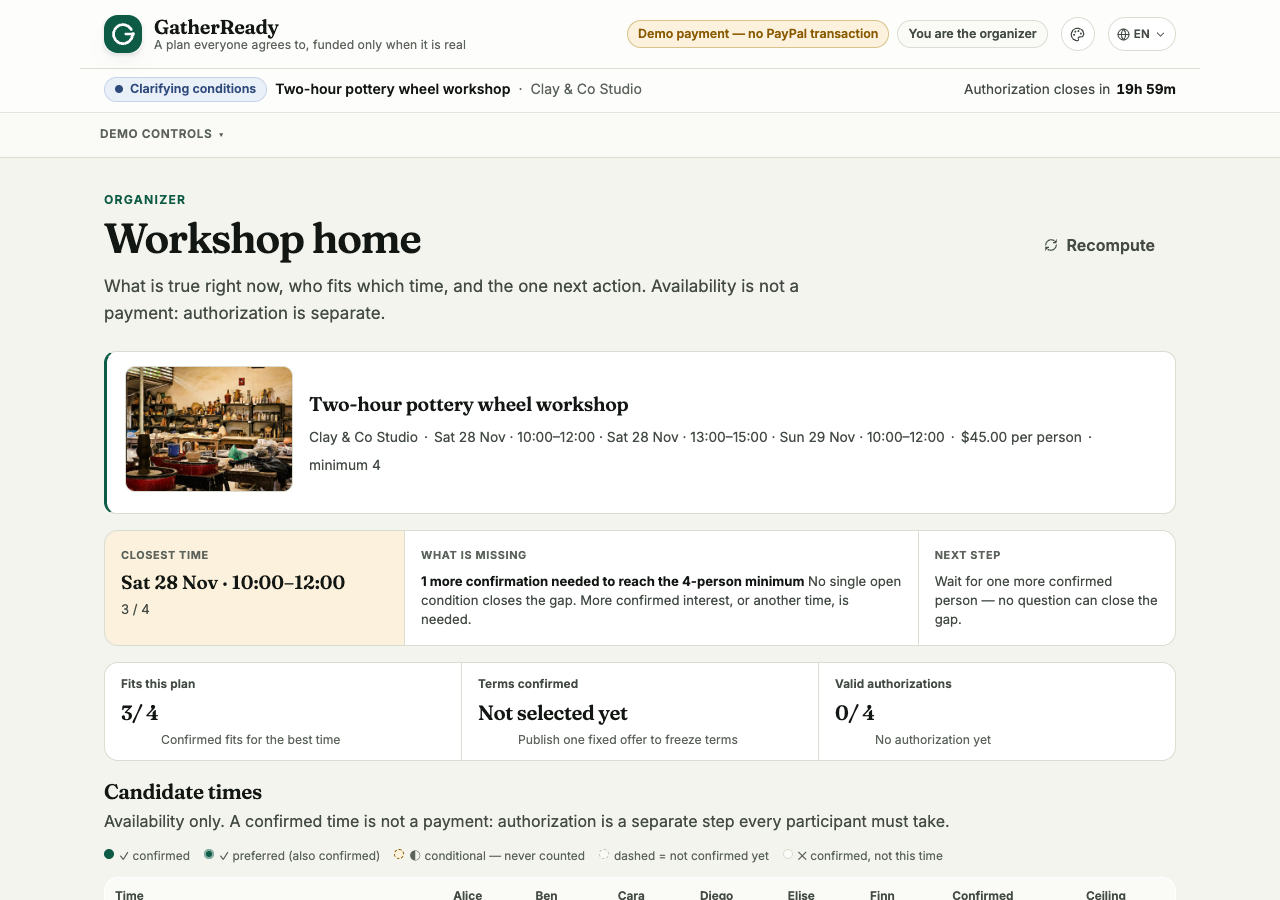 GatherReady
A plan everyone agrees to, funded only when it is real
Demo payment — no PayPal transaction
You are the organizer
EN
Clarifying conditions
Two-hour pottery wheel workshop · Clay & Co Studio
Authorization closes in 19h 59m
DEMO CONTROLS
ORGANIZER
Workshop home
Recompute
What is true right now, who fits which time, and the one next action. Availability is not a
payment: authorization is separate.
Two-hour pottery wheel workshop
Clay & Co Studio · Sat 28 Nov · 10:00–12:00 · Sat 28 Nov · 13:00–15:00 · Sun 29 Nov · 10:00–12:00 · $45.00 per person ·
minimum 4
CLOSEST TIME
Sat 28 Nov · 10:00–12:00
3 / 4
WHAT IS MISSING
1 more confirmation needed to reach the 4-person minimum No single open
condition closes the gap. More confirmed interest, or another time, is
needed.
NEXT STEP
Wait for one more confirmed
person — no question can close the
gap.
Fits this plan
3/ 4
Confirmed fits for the best time
Terms confirmed
Not selected yet
Publish one fixed offer to freeze terms
Valid authorizations
0/ 4
No authorization yet
Candidate times
Availability only. A confirmed time is not a payment: authorization is a separate step every participant must take.
✓ confirmed ✓ preferred (also confirmed) ◐ conditional — never counted dashed = not confirmed yet ✕ confirmed, not this time
Time Alice Ben Cara Diego Elise Finn Confirmed Ceiling